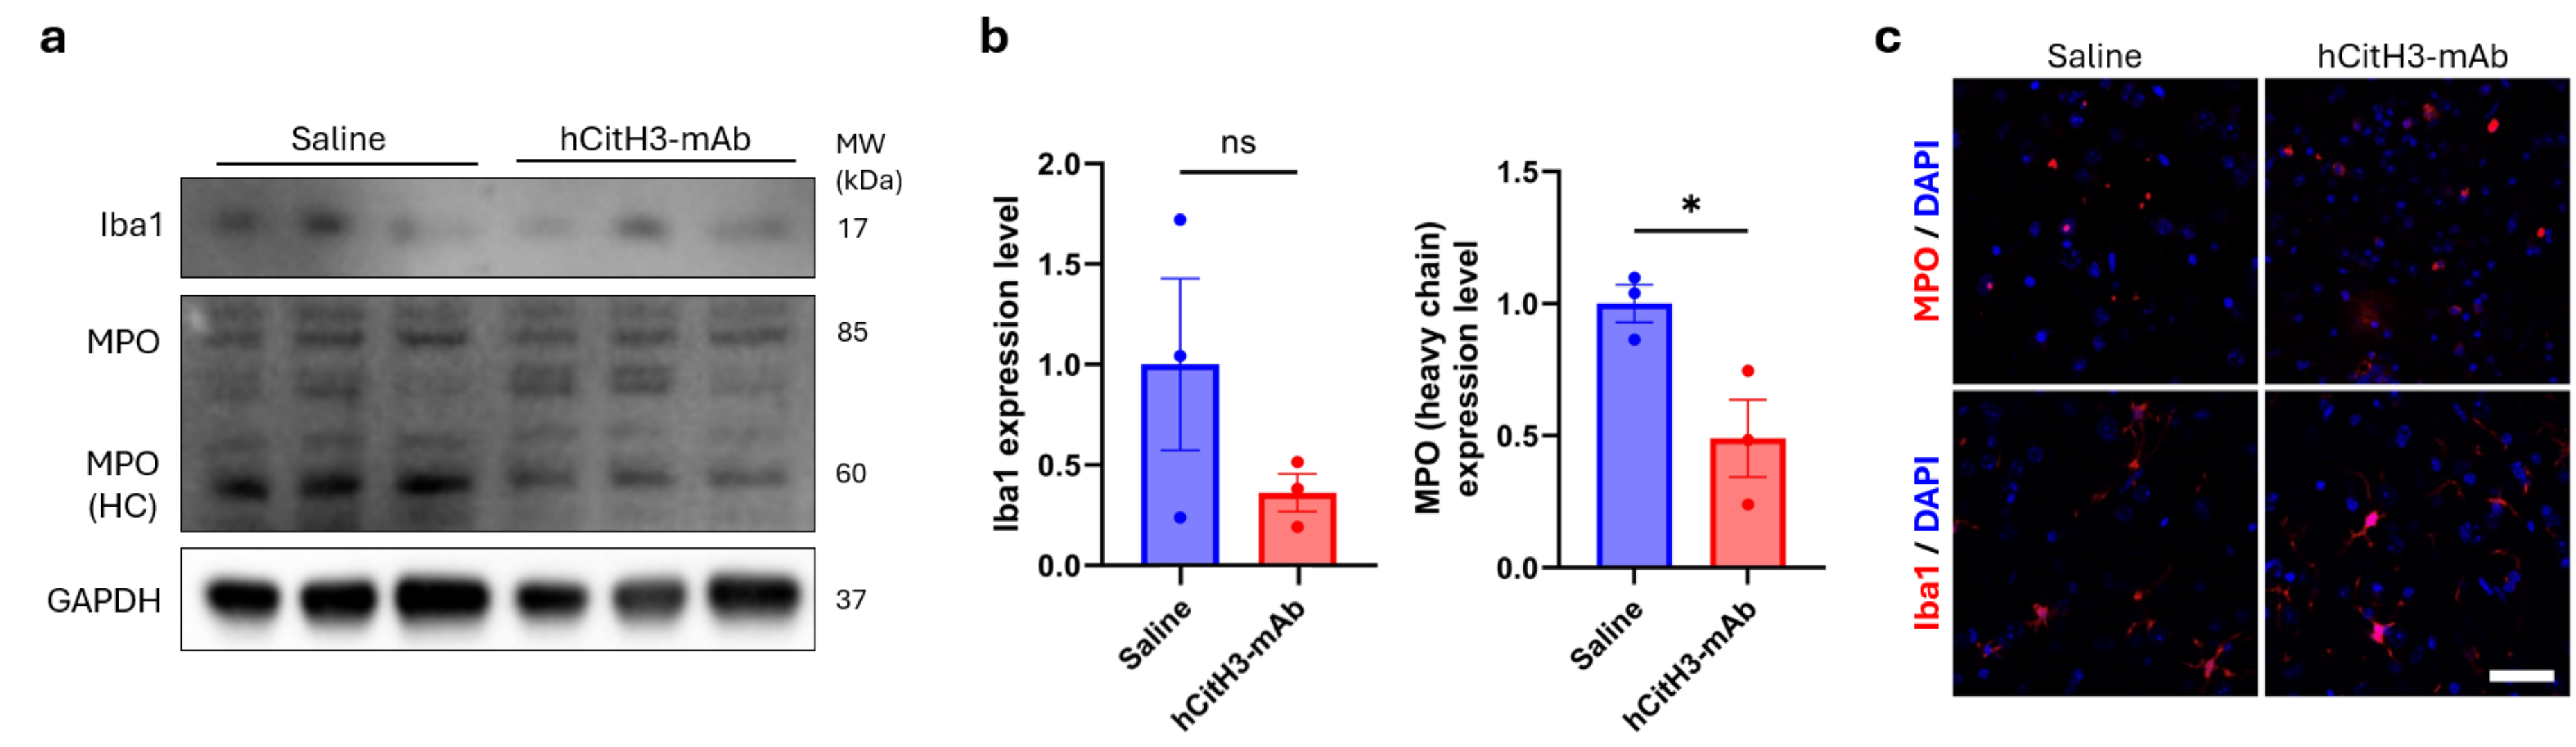 a
Saline hCitH3-mAb
MW
(kDa)
Iba1
17
MPO
85
MPO
(HC)
60
GAPDH
37
b
ns
Iba1 expression level
2.0
1.5
1.0
0.5
0.0
Saline
hCitH3-mAb
*
MPO (heavy chain)
expression level
1.5
1.0
0.5
0.0
Saline
hCitH3-mAb
c
Saline hCitH3-mAb
MPO / DAPI
Iba1 / DAPI